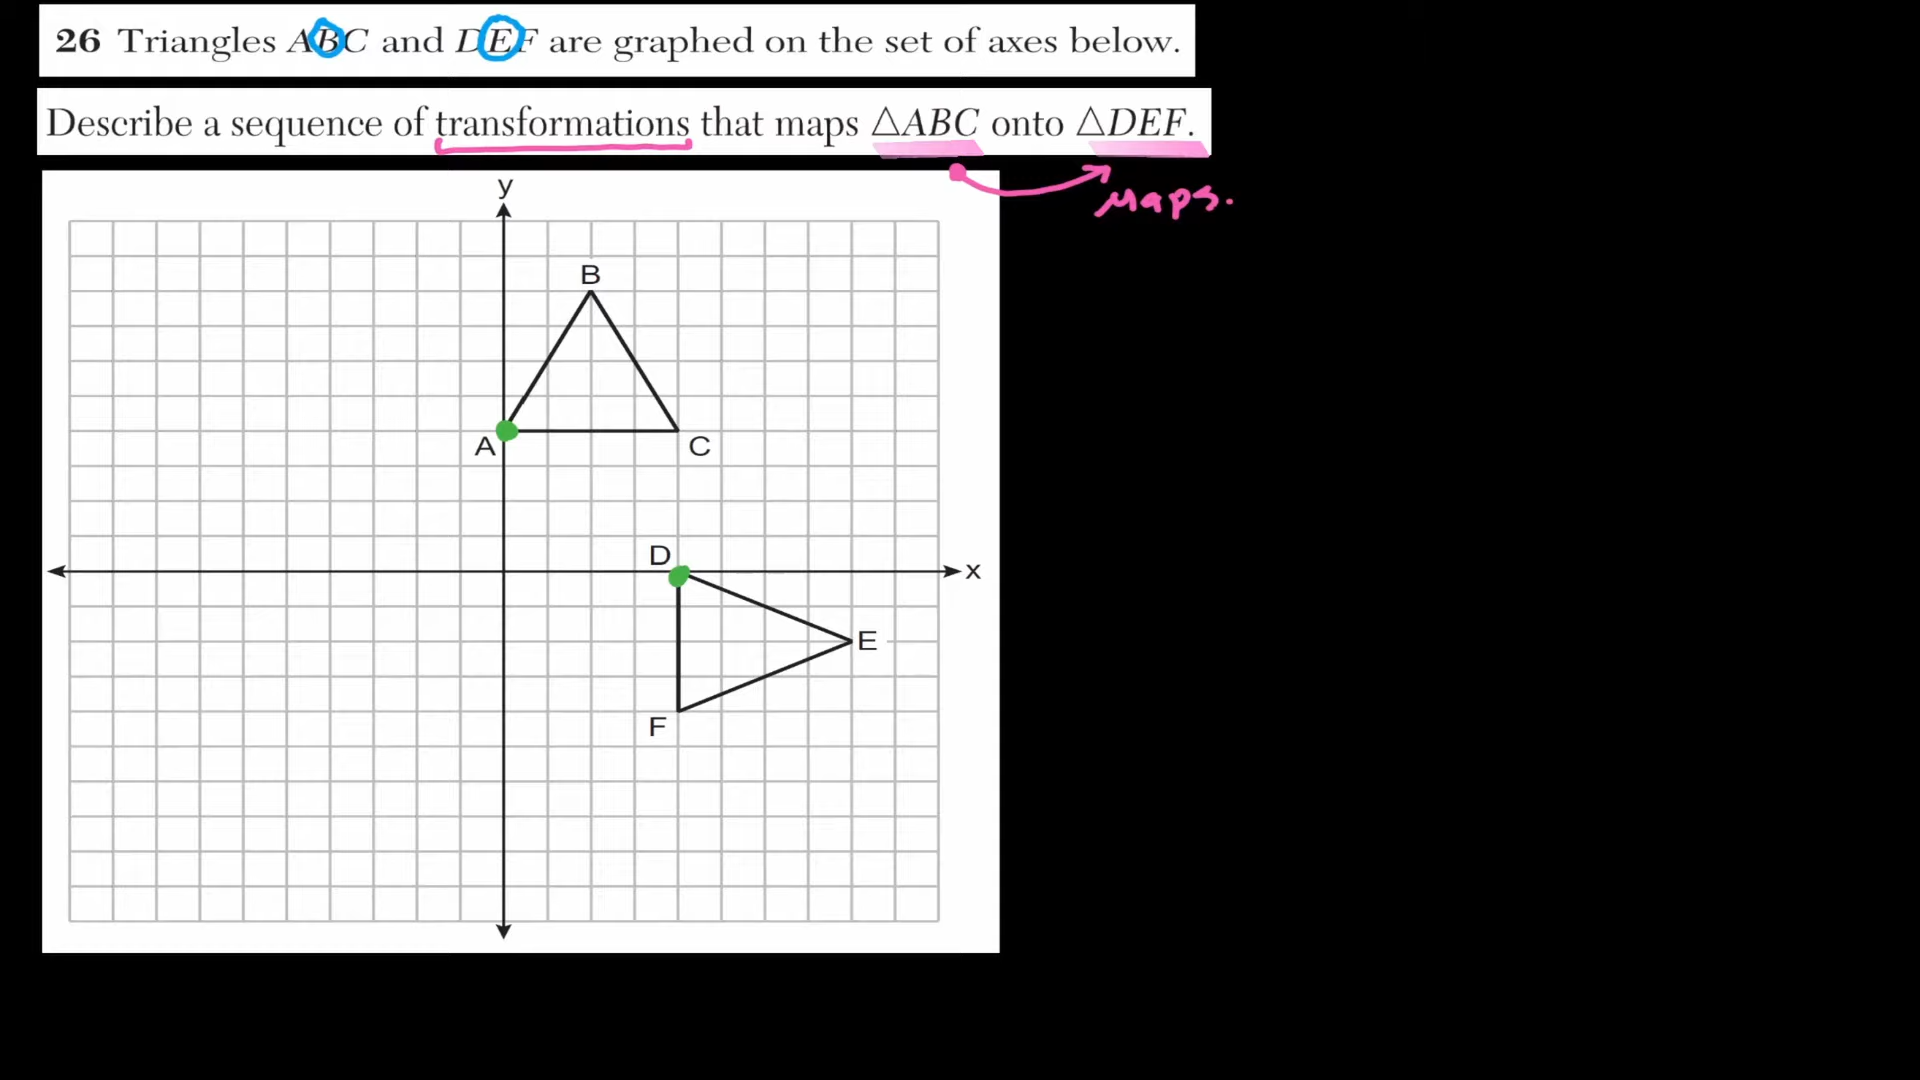 26 Triangles ABC and DEF are graphed on the set of axes below.
Describe a sequence of transformations that maps △ABC onto △DEF.
maps.
y
B
A
C
D
x
E
F